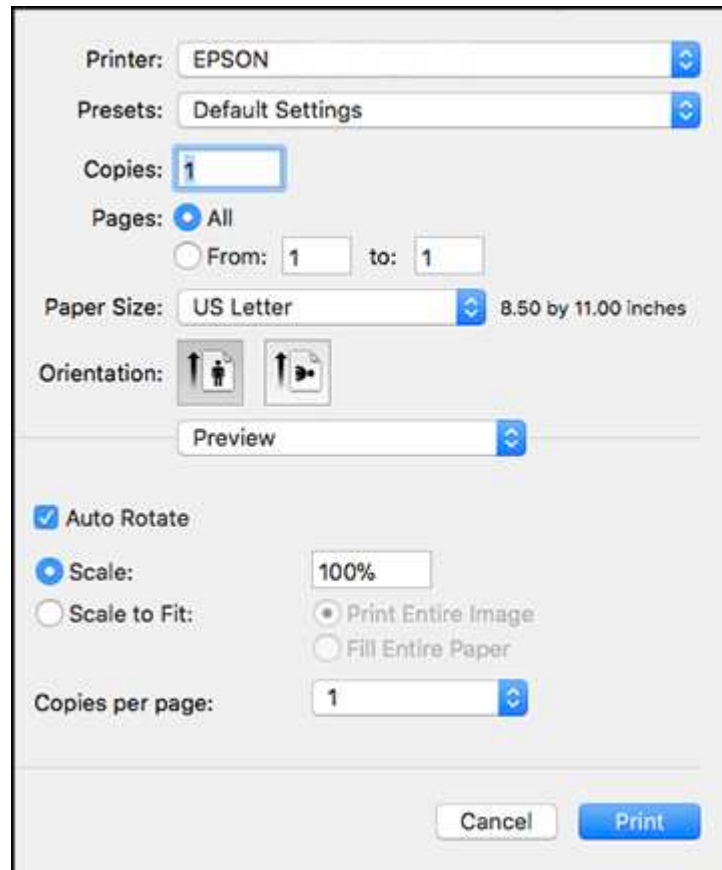 Printer: EPSON
Presets: Default Settings
Copies: 1
Pages: All
From: 1 to: 1
Paper Size: US Letter 8.50 by 11.00 inches
Orientation:
Preview
Auto Rotate
Scale: 100%
Scale to Fit: Print Entire Image
Fill Entire Paper
Copies per page: 1
Cancel Print